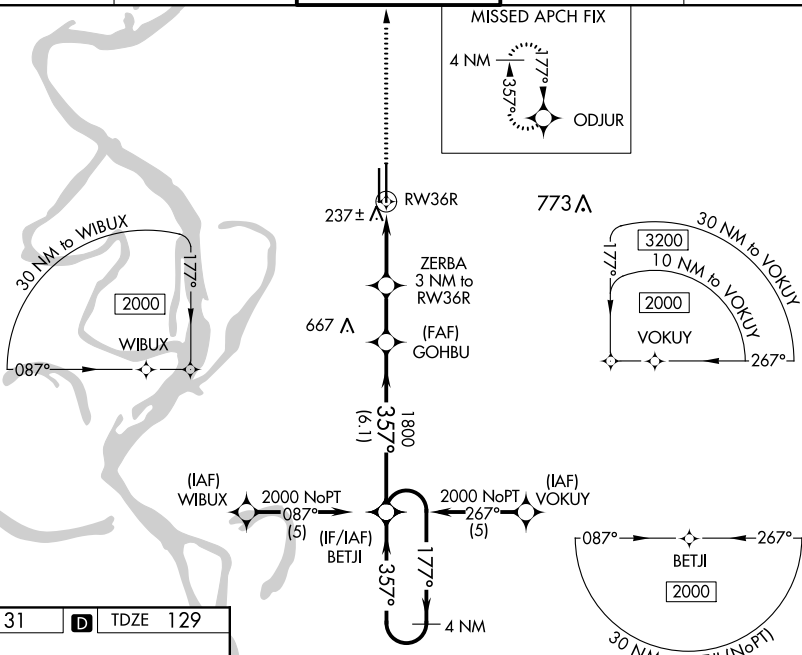 MISSED APCH FIX
4 NM
177°
357°
ODJUR
RW36R
237±
773
30 NM to WIBUX
177°
2000
WIBUX
087°
ZERBA
3 NM to
RW36R
667
(FAF)
GOHBU
30 NM to VOKUY
3200
10 NM to VOKUY
177°
2000
VOKUY
267°
357°
(6.1)
1800
(IAF)
WIBUX
2000 NoPT
087°
(5)
(IF/IAF)
BETJI
2000 NoPT
267°
(5)
(IAF)
VOKUY
357°
177°
4 NM
087°
267°
BETJI
2000
30 NM
(NoPT)
31
D
TDZE 129